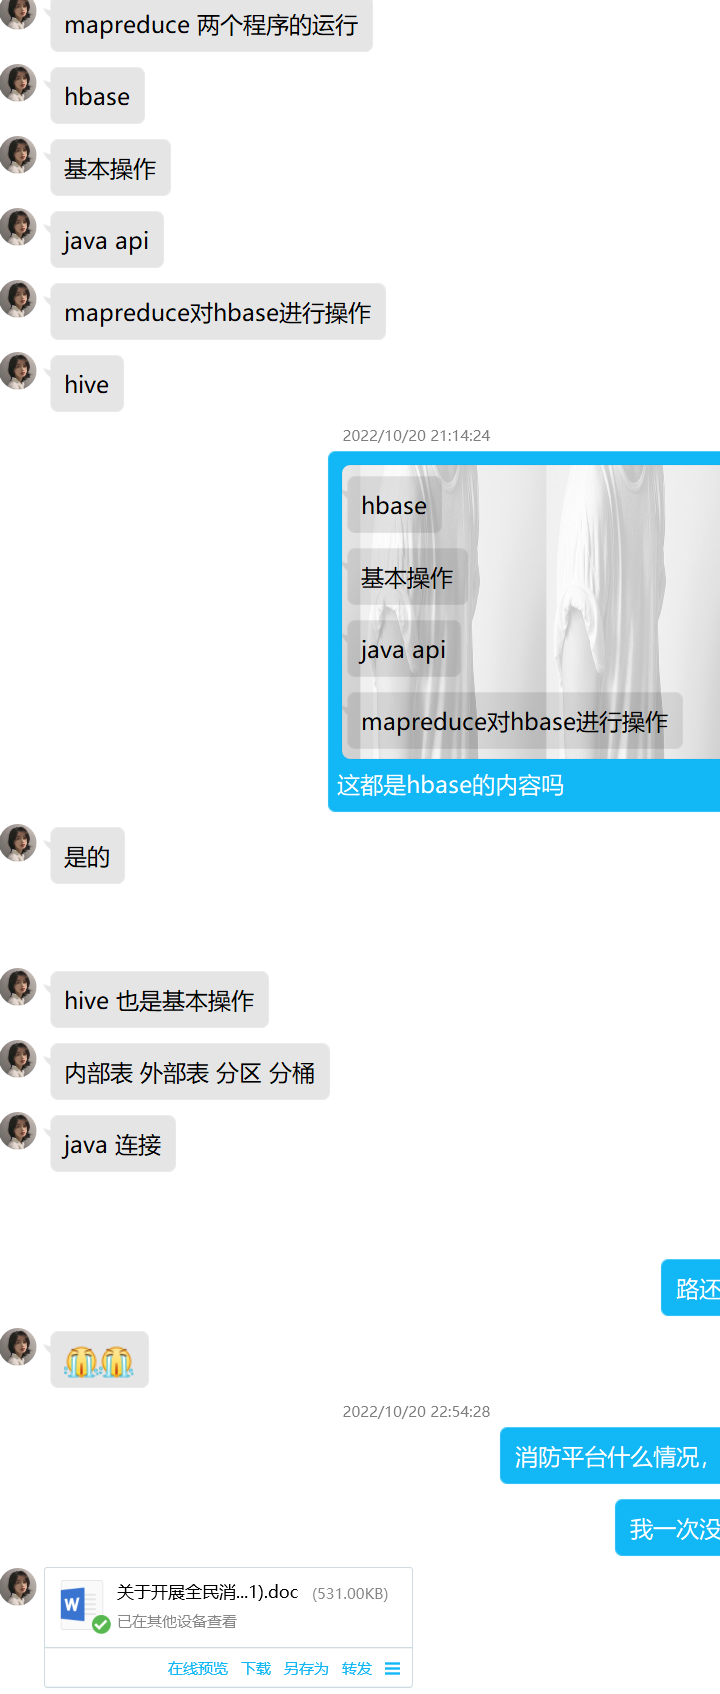 mapreduce 两个程序的运行
hbase
基本操作
java api
mapreduce对hbase进行操作
hive
2022/10/20 21:14:24
hbase
基本操作
java api
mapreduce对hbase进行操作
这都是hbase的内容吗
是的
hive 也是基本操作
内部表 外部表 分区 分桶
java 连接
路还
2022/10/20 22:54:28
消防平台什么情况，
我一次没
关于开展全民消...1).doc (531.00KB)
已在其他设备查看
在线预览 下载 另存为 转发